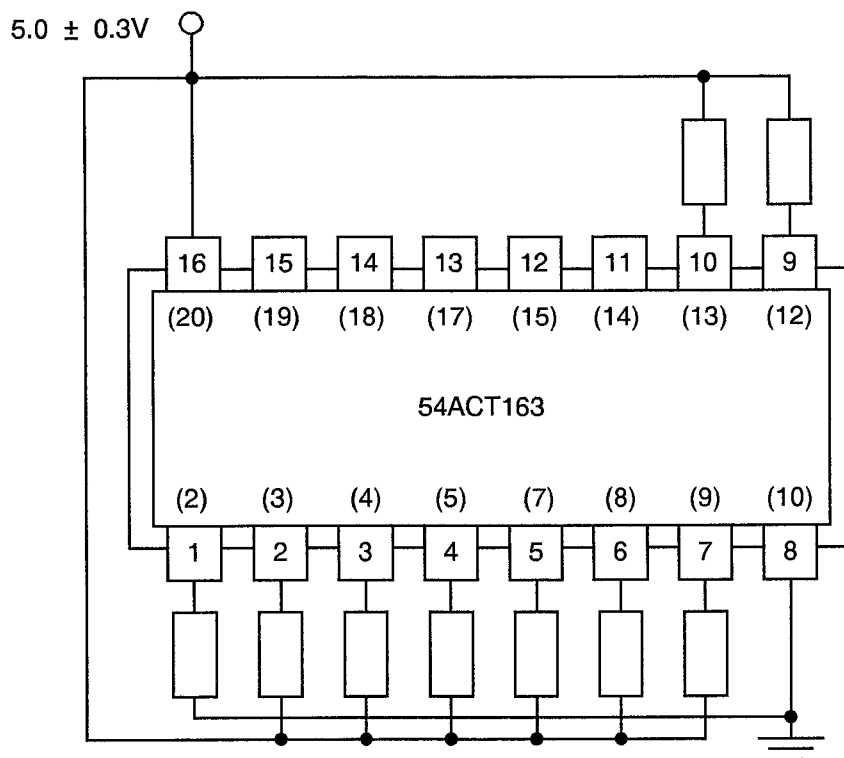 5.0 ± 0.3V
16 15 14 13 12 11 10 9
(20) (19) (18) (17) (15) (14) (13) (12)
54ACT163
(2) (3) (4) (5) (7) (8) (9) (10)
1 2 3 4 5 6 7 8